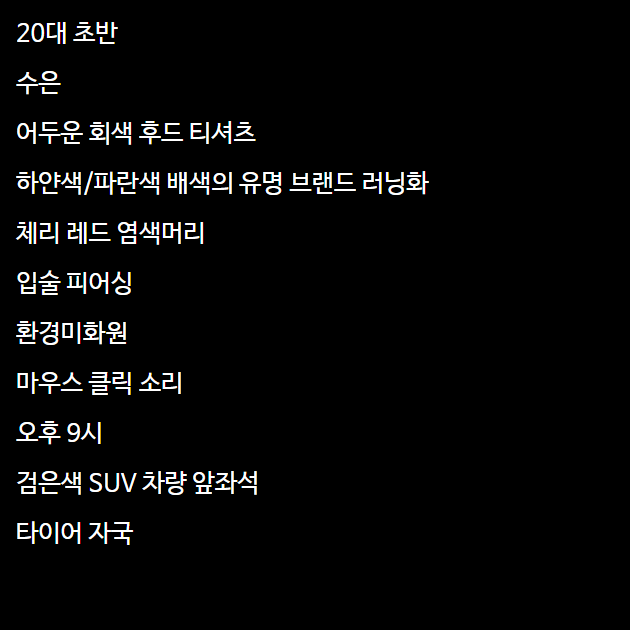 20대 초반
수은
어두운 회색 후드 티셔츠
하얀색/파란색 배색의 유명 브랜드 러닝화
체리 레드 염색머리
입술 피어싱
환경미화원
마우스 클릭 소리
오후 9시
검은색 SUV 차량 앞좌석
타이어 자국